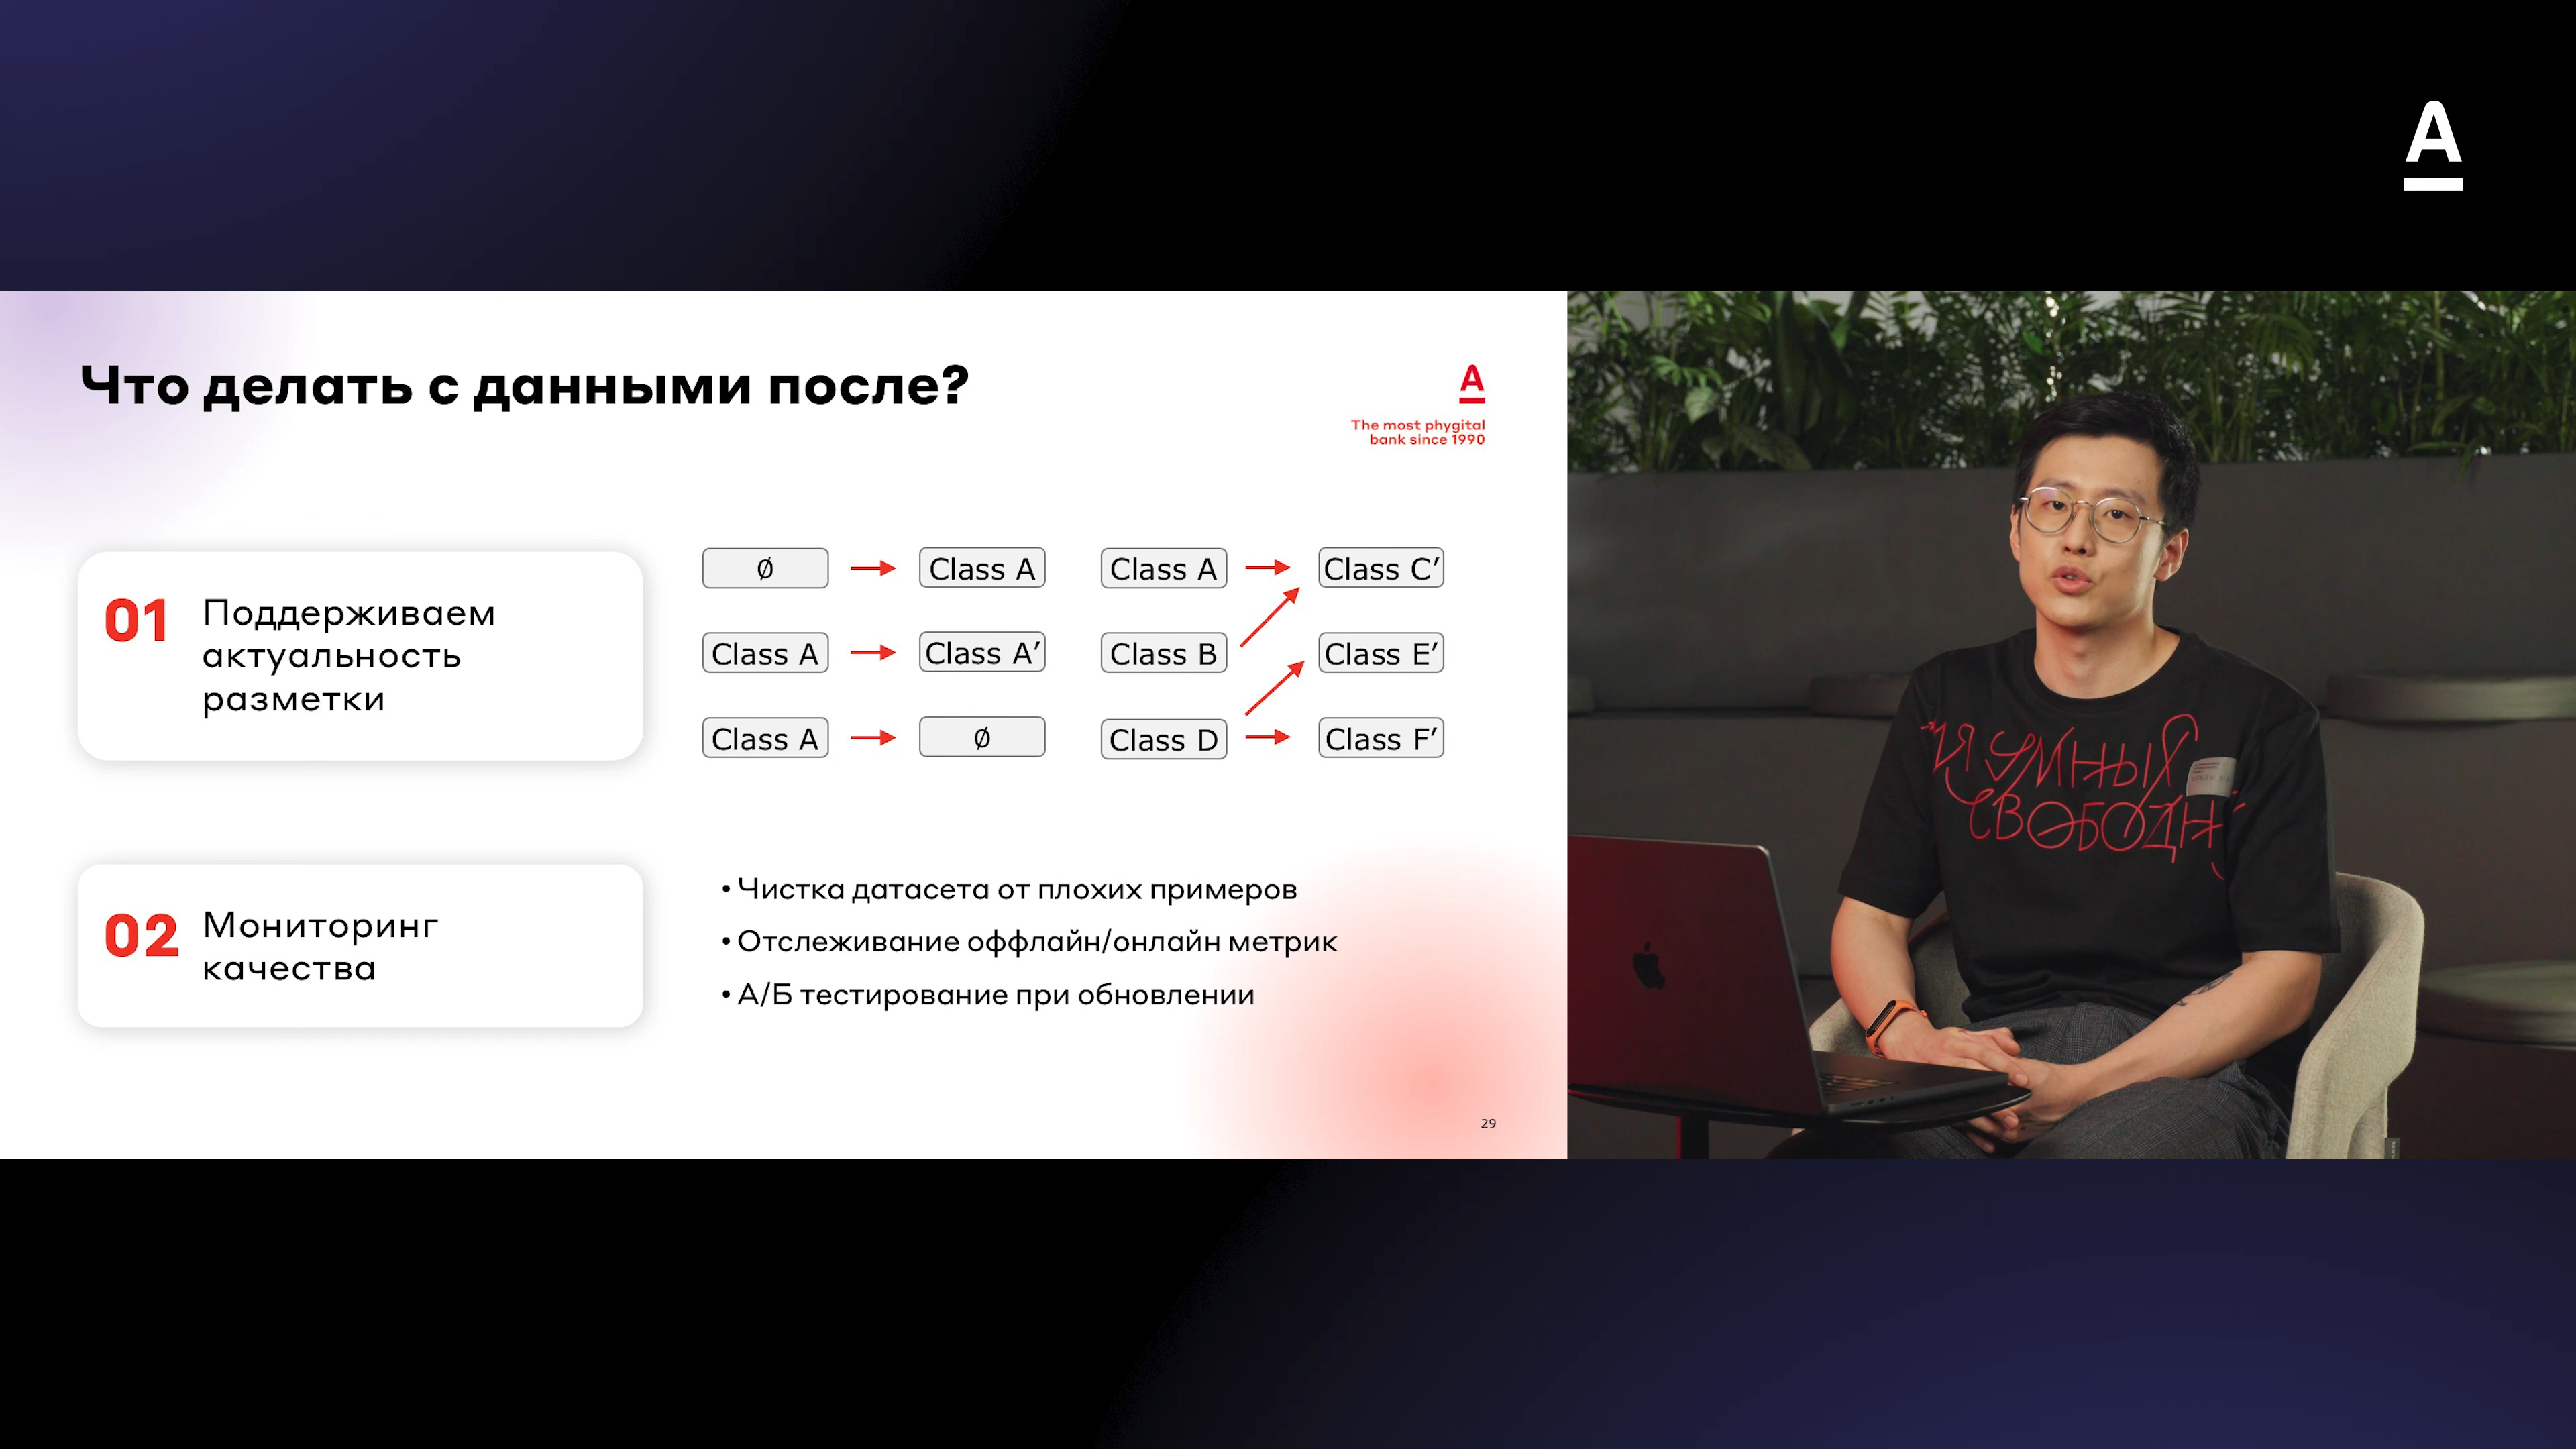 A
Что делать с данными после?
A
The most phygital
bank since 1990
01
Поддерживаем
актуальность
разметки
Ø → Class A
Class A → Class A’
Class A → Ø
Class A → Class C’
Class B
Class E’
Class D → Class F’
02
Мониторинг
качества
• Чистка датасета от плохих примеров
• Отслеживание оффлайн/онлайн метрик
• А/Б тестирование при обновлении
29
УМНЫХ
СВОБОДН